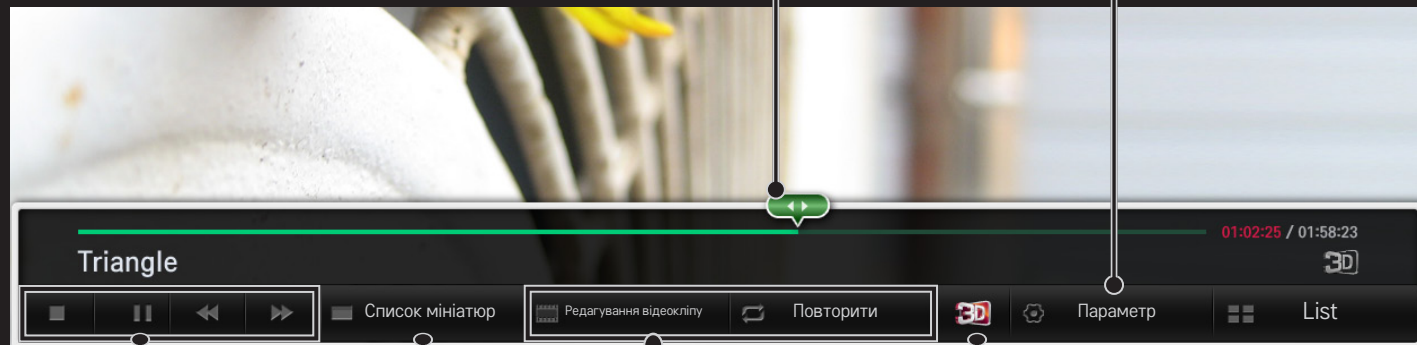 01:02:25 / 01:58:23
Triangle
3D
Список мініатюр
Редагування відеокліпу
Повторити
3D
Параметр
List